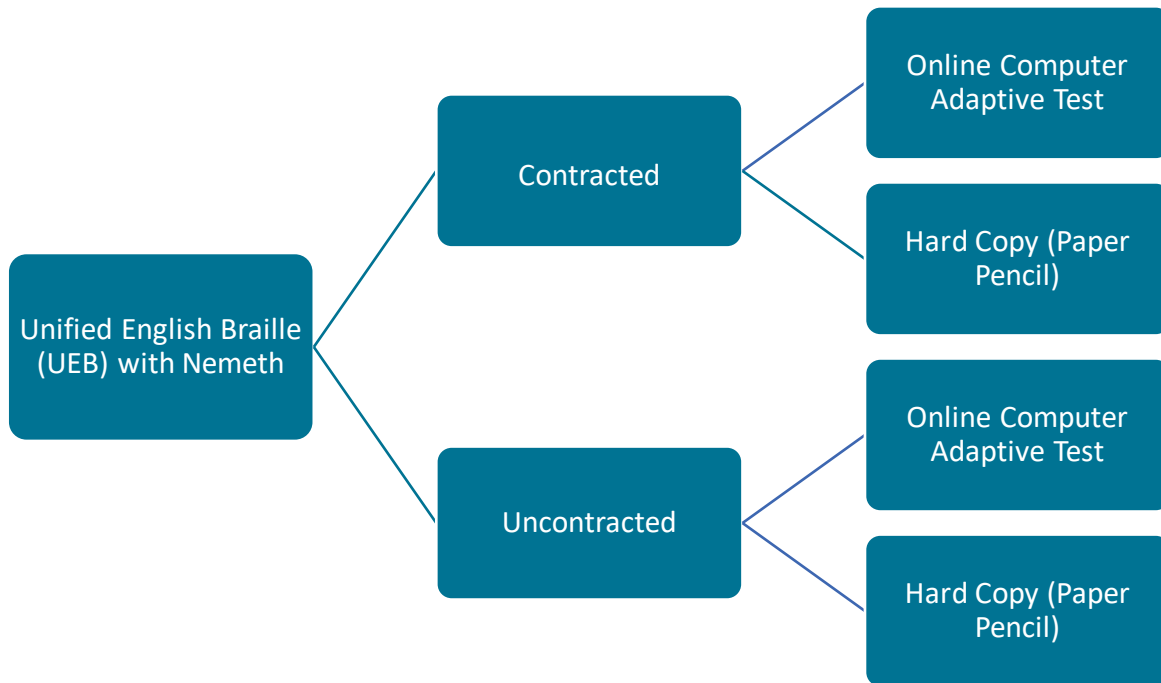 Unified English Braille
(UEB) with Nemeth
Contracted
Online Computer
Adaptive Test
Hard Copy (Paper
Pencil)
Uncontracted
Online Computer
Adaptive Test
Hard Copy (Paper
Pencil)